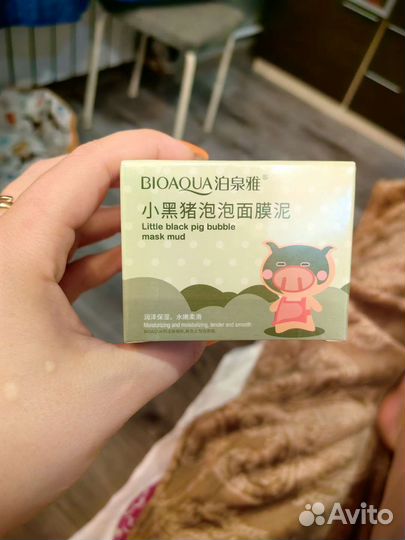 BIOAQUA泊泉雅
小黑猪泡泡面膜泥
Little black pig bubble
mask mud
润泽保湿，水嫩柔滑
Moisturizing and moisturizing, tender and smooth
Avito